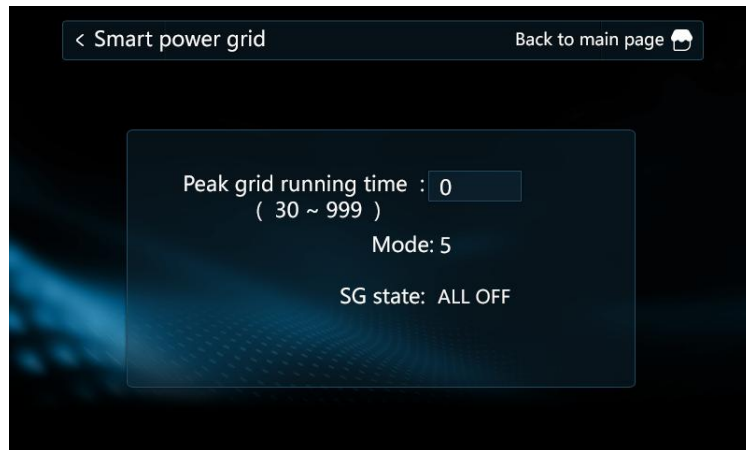 < Smart power grid Back to main page
Peak grid running time : 0
( 30 ~ 999 )
Mode: 5
SG state: ALL OFF